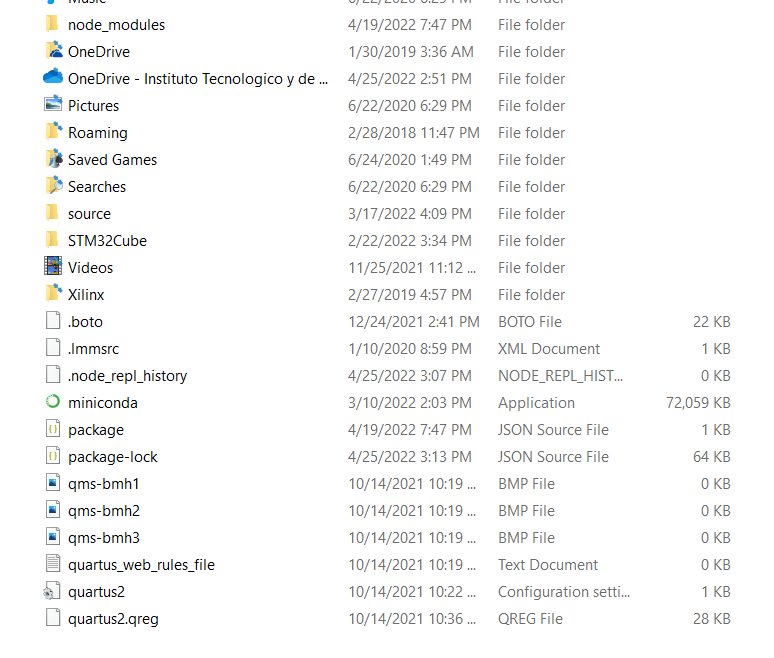 Music 6/22/2020 6:29 PM File folder
node_modules 4/19/2022 7:47 PM File folder
OneDrive 1/30/2019 3:36 AM File folder
OneDrive - Instituto Tecnologico y de ... 4/25/2022 2:51 PM File folder
Pictures 6/22/2020 6:29 PM File folder
Roaming 2/28/2018 11:47 PM File folder
Saved Games 6/24/2020 1:49 PM File folder
Searches 6/22/2020 6:29 PM File folder
source 3/17/2022 4:09 PM File folder
STM32Cube 2/22/2022 3:34 PM File folder
Videos 11/25/2021 11:12 ... File folder
Xilinx 2/27/2019 4:57 PM File folder
.boto 12/24/2021 2:41 PM BOTO File 22 KB
.lmmsrc 1/10/2020 8:59 PM XML Document 1 KB
.node_repl_history 4/25/2022 3:07 PM NODE_REPL_HIST... 0 KB
miniconda 3/10/2022 2:03 PM Application 72,059 KB
package 4/19/2022 7:47 PM JSON Source File 1 KB
package-lock 4/25/2022 3:13 PM JSON Source File 64 KB
qms-bmh1 10/14/2021 10:19 ... BMP File 0 KB
qms-bmh2 10/14/2021 10:19 ... BMP File 0 KB
qms-bmh3 10/14/2021 10:19 ... BMP File 0 KB
quartus_web_rules_file 10/14/2021 10:19 ... Text Document 0 KB
quartus2 10/14/2021 10:22 ... Configuration setti... 1 KB
quartus2.qreg 10/14/2021 10:36 ... QREG File 28 KB